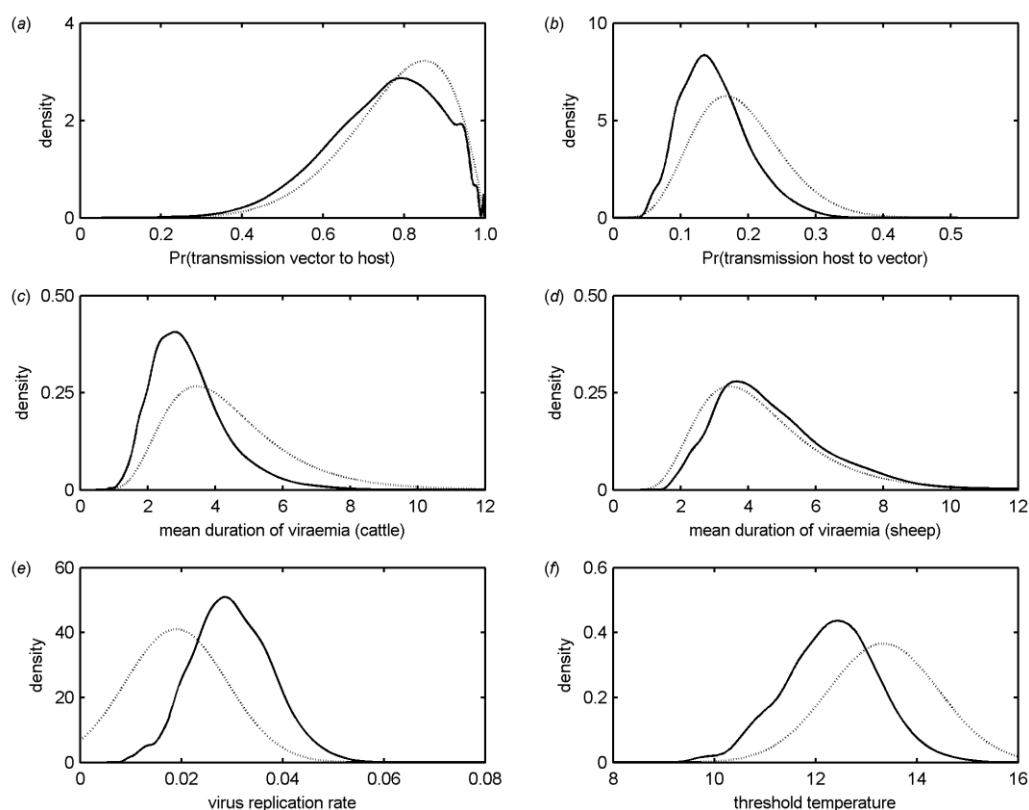 (a)
4
2
0
density
0 0.2 0.4 0.6 0.8 1.0
Pr(transmission vector to host)
(b)
10
5
0
density
0 0.1 0.2 0.3 0.4 0.5
Pr(transmission host to vector)
(c)
0.50
0.25
0
density
0 2 4 6 8 10 12
mean duration of viraemia (cattle)
(d)
0.50
0.25
0
density
0 2 4 6 8 10 12
mean duration of viraemia (sheep)
(e)
60
40
20
0
density
0 0.02 0.04 0.06 0.08
virus replication rate
(f)
0.6
0.4
0.2
0
density
8 10 12 14 16
threshold temperature